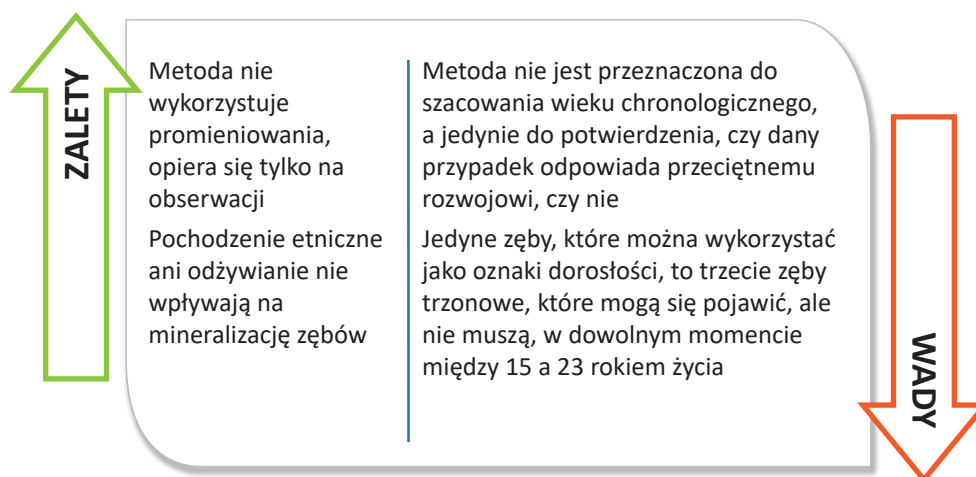 ZALETY
Metoda nie
wykorzystuje
promieniowania,
opiera się tylko na
obserwacji
Pochodzenie etniczne
ani odżywianie nie
wpływają na
mineralizację zębów
Metoda nie jest przeznaczona do
szacowania wieku chronologicznego,
a jedynie do potwierdzenia, czy dany
przypadek odpowiada przeciętnemu
rozwojowi, czy nie
Jedyne zęby, które można wykorzystać
jako oznaki dorosłości, to trzecie zęby
trzonowe, które mogą się pojawić, ale
nie muszą, w dowolnym momencie
między 15 a 23 rokiem życia
WADY